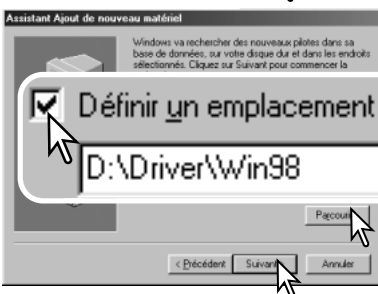 Assistant Ajout de nouveau matériel
Windows va rechercher des nouveaux pilotes dans sa
base de données, sur votre disque dur et dans les endroits
sélectionnés. Cliquez sur Suivant pour commencer la
Définir un emplacement
D:\Driver\Win98
Parcourir
< Précédent
Suivant
Annuler